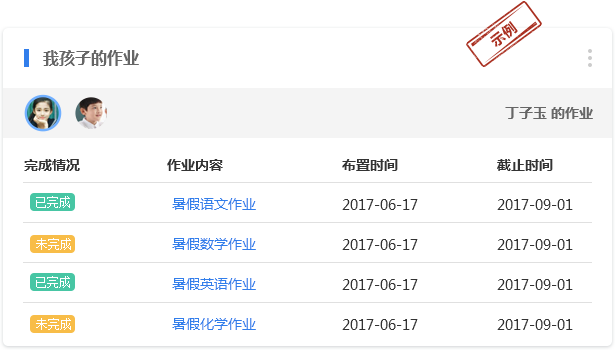 示例
我孩子的作业
丁子玉 的作业
完成情况 作业内容 布置时间 截止时间
已完成 暑假语文作业 2017-06-17 2017-09-01
未完成 暑假数学作业 2017-06-17 2017-09-01
已完成 暑假英语作业 2017-06-17 2017-09-01
未完成 暑假化学作业 2017-06-17 2017-09-01